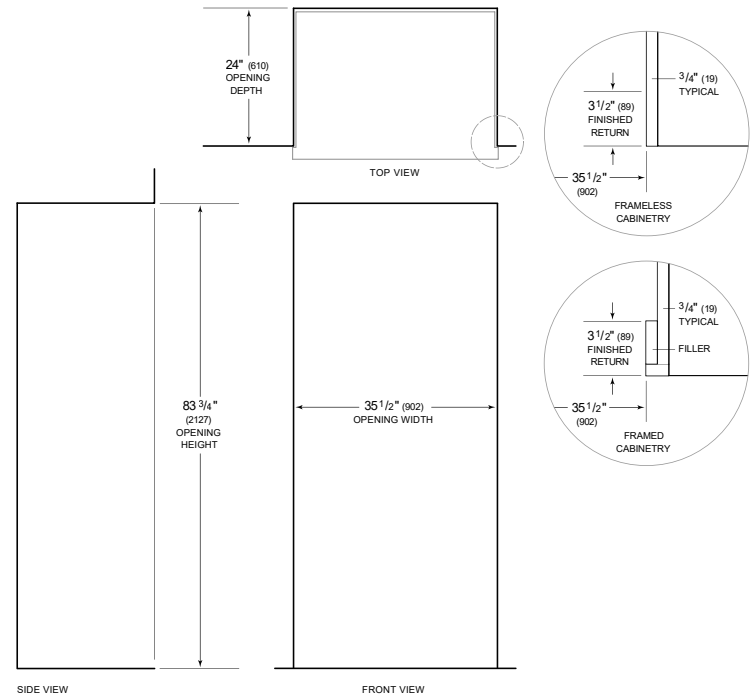 24" (610)
OPENING
DEPTH
TOP VIEW
3/4" (19)
TYPICAL
3 1/2" (89)
FINISHED
RETURN
35 1/2"
(902)
FRAMELESS
CABINETRY
3/4" (19)
TYPICAL
3 1/2" (89)
FINISHED
RETURN
FILLER
35 1/2"
(902)
FRAMED
CABINETRY
83 3/4"
(2127)
OPENING
HEIGHT
35 1/2" (902)
OPENING WIDTH
SIDE VIEW
FRONT VIEW